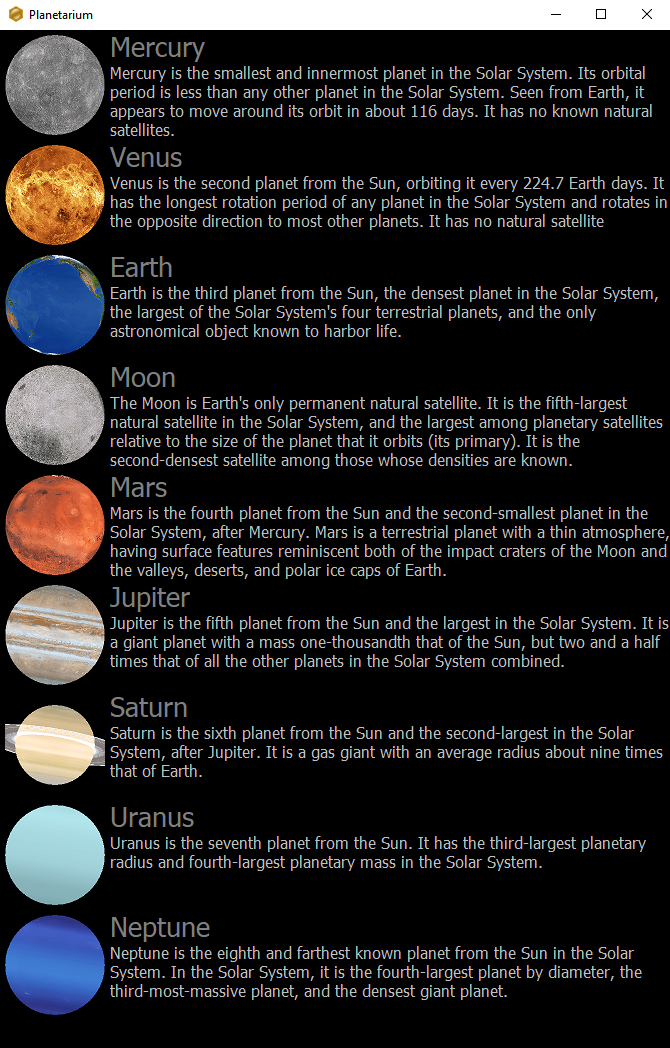 Planetarium
Mercury
Mercury is the smallest and innermost planet in the Solar System. Its orbital
period is less than any other planet in the Solar System. Seen from Earth, it
appears to move around its orbit in about 116 days. It has no known natural
satellites.
Venus
Venus is the second planet from the Sun, orbiting it every 224.7 Earth days. It
has the longest rotation period of any planet in the Solar System and rotates in
the opposite direction to most other planets. It has no natural satellite
Earth
Earth is the third planet from the Sun, the densest planet in the Solar System,
the largest of the Solar System's four terrestrial planets, and the only
astronomical object known to harbor life.
Moon
The Moon is Earth's only permanent natural satellite. It is the fifth-largest
natural satellite in the Solar System, and the largest among planetary satellites
relative to the size of the planet that it orbits (its primary). It is the
second-densest satellite among those whose densities are known.
Mars
Mars is the fourth planet from the Sun and the second-smallest planet in the
Solar System, after Mercury. Mars is a terrestrial planet with a thin atmosphere,
having surface features reminiscent both of the impact craters of the Moon and
the valleys, deserts, and polar ice caps of Earth.
Jupiter
Jupiter is the fifth planet from the Sun and the largest in the Solar System. It is
a giant planet with a mass one-thousandth that of the Sun, but two and a half
times that of all the other planets in the Solar System combined.
Saturn
Saturn is the sixth planet from the Sun and the second-largest in the Solar
System, after Jupiter. It is a gas giant with an average radius about nine times
that of Earth.
Uranus
Uranus is the seventh planet from the Sun. It has the third-largest planetary
radius and fourth-largest planetary mass in the Solar System.
Neptune
Neptune is the eighth and farthest known planet from the Sun in the Solar
System. In the Solar System, it is the fourth-largest planet by diameter, the
third-most-massive planet, and the densest giant planet.